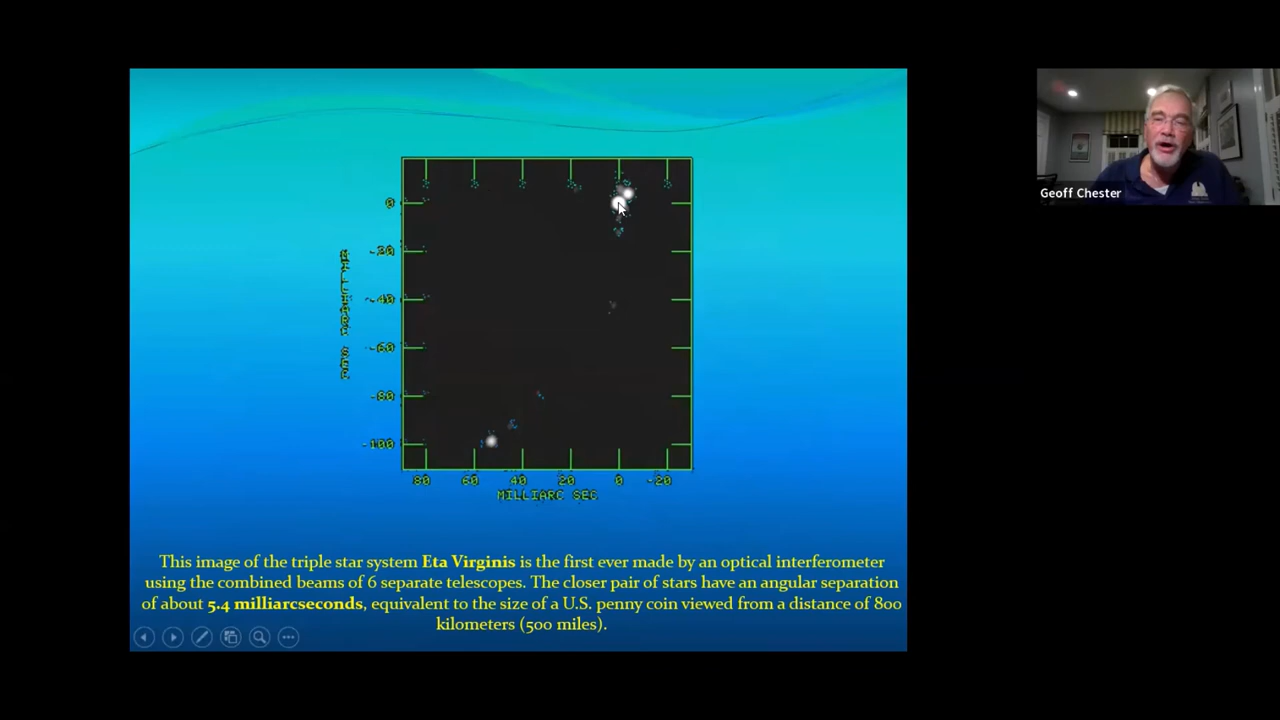 Geoff Chester
0
-20
-40
-60
-80
-100
80 60 40 20 0 -20
MILLIARC SEC
This image of the triple star system Eta Virginis is the first ever made by an optical interferometer
using the combined beams of 6 separate telescopes. The closer pair of stars have an angular separation
of about 5.4 milliarcseconds, equivalent to the size of a U.S. penny coin viewed from a distance of 800
kilometers (500 miles).